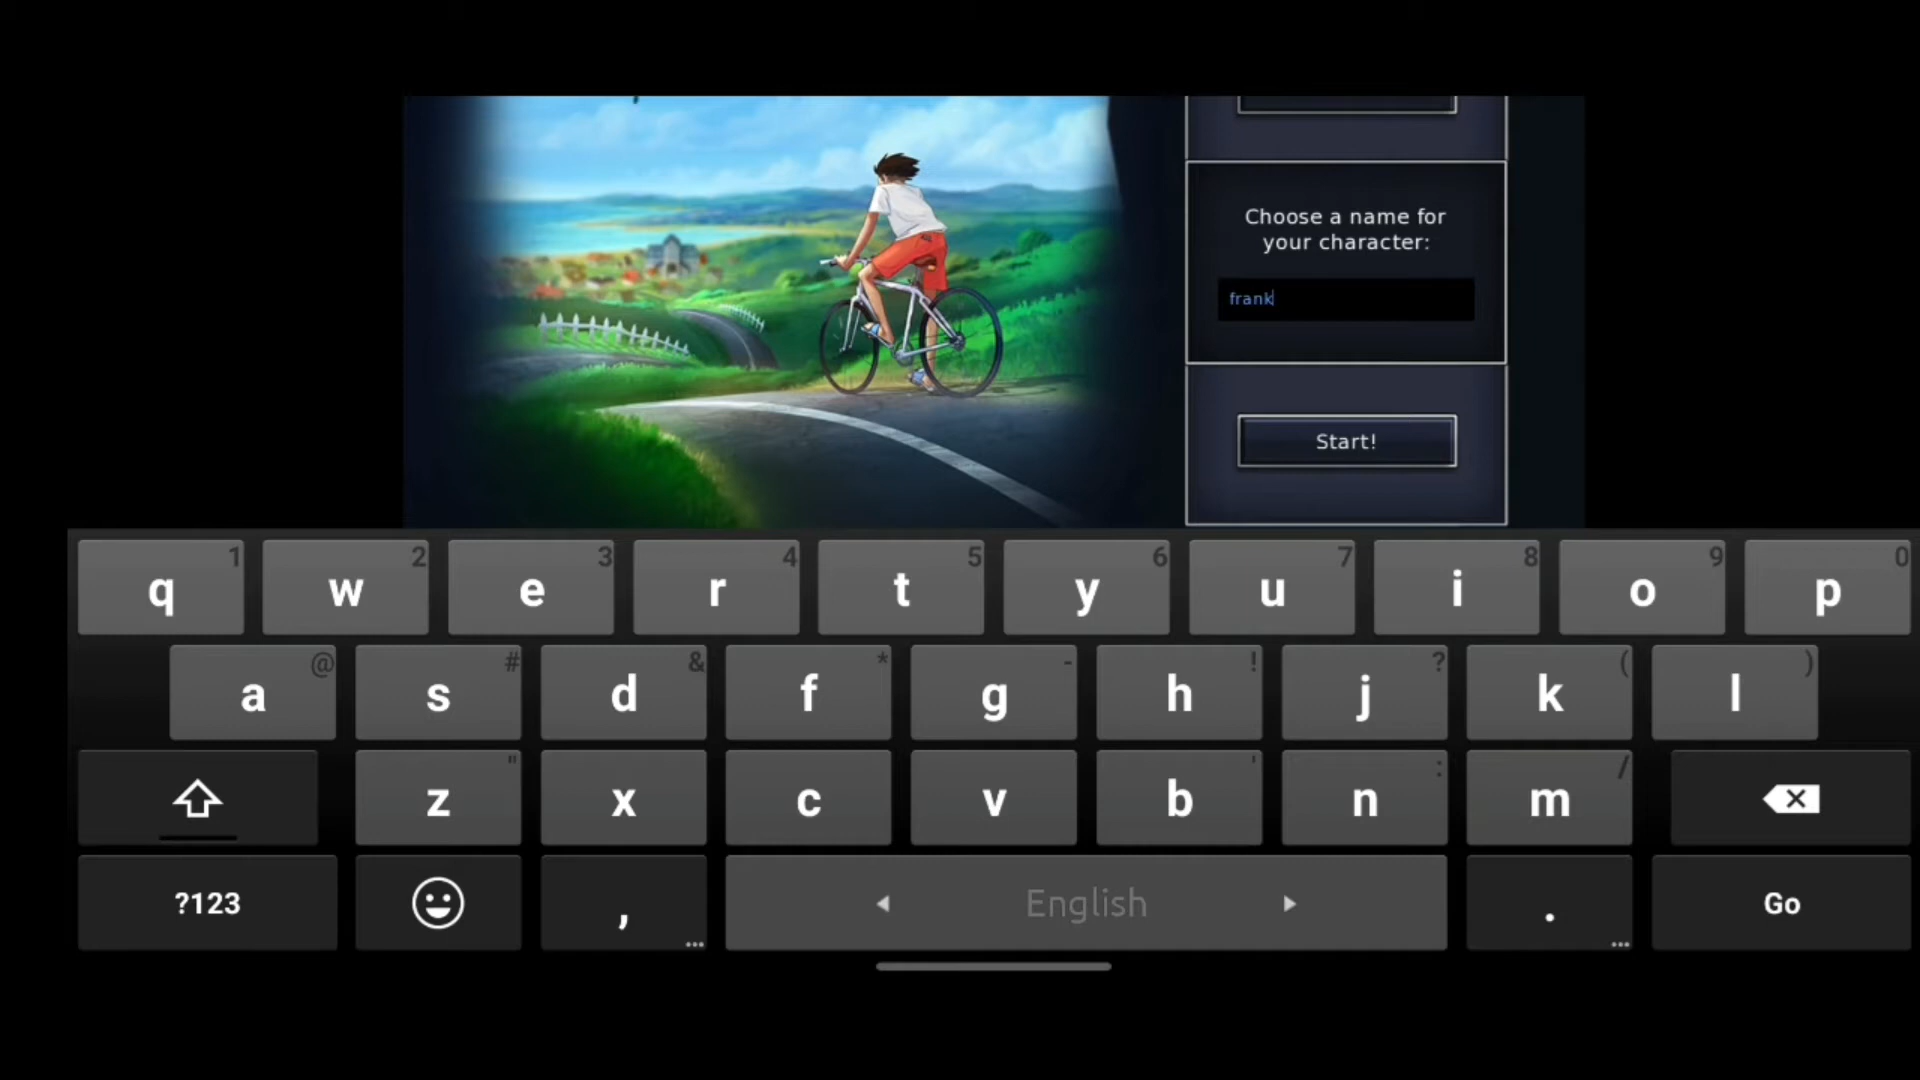 Choose a name for
your character:
frank
Start!
1 2 3 4 5 6 7 8 9 0
q w e r t y u i o p
@ # & * - ! ? ( )
a s d f g h j k l
" ' : /
z x c v b n m
?123 , English . Go